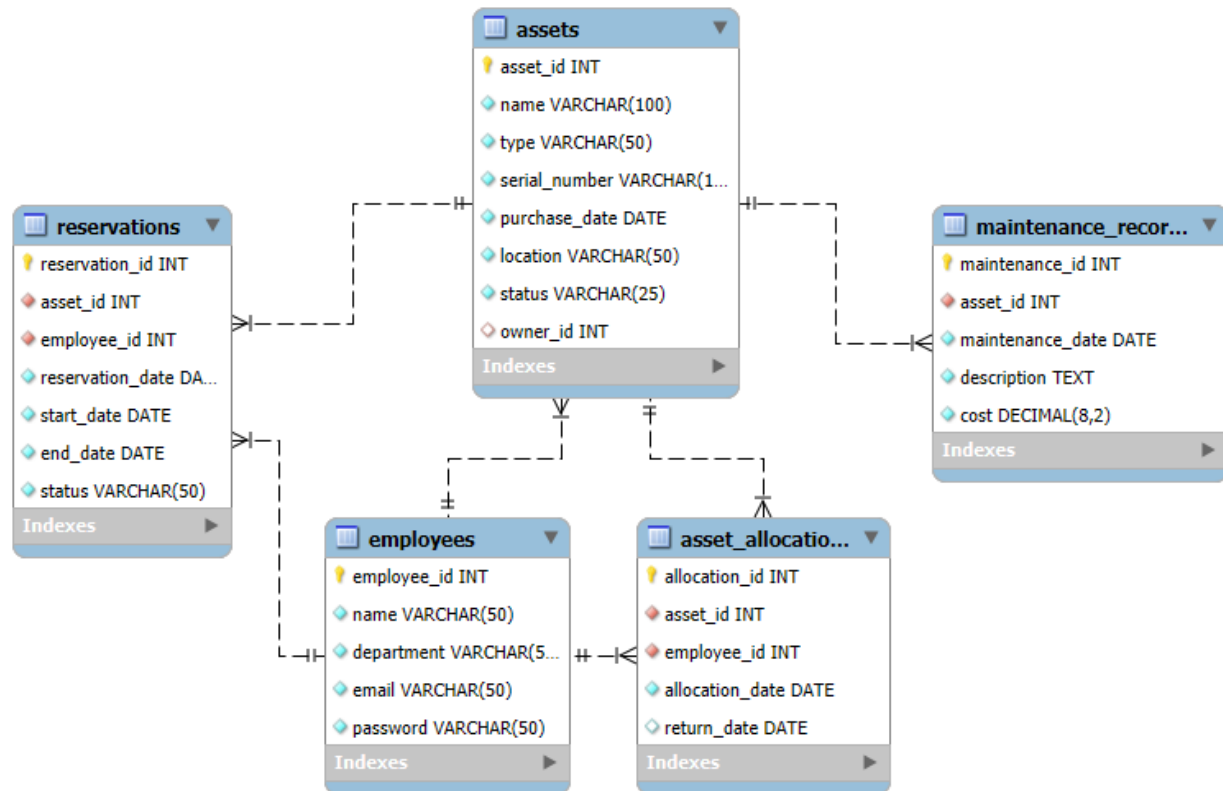 assets
asset_id INT
name VARCHAR(100)
type VARCHAR(50)
serial_number VARCHAR(1...
purchase_date DATE
location VARCHAR(50)
status VARCHAR(25)
owner_id INT
Indexes
reservations
reservation_id INT
asset_id INT
employee_id INT
reservation_date DA...
start_date DATE
end_date DATE
status VARCHAR(50)
Indexes
maintenance_recor...
maintenance_id INT
asset_id INT
maintenance_date DATE
description TEXT
cost DECIMAL(8,2)
Indexes
employees
employee_id INT
name VARCHAR(50)
department VARCHAR(5...
email VARCHAR(50)
password VARCHAR(50)
Indexes
asset_allocatio...
allocation_id INT
asset_id INT
employee_id INT
allocation_date DATE
return_date DATE
Indexes